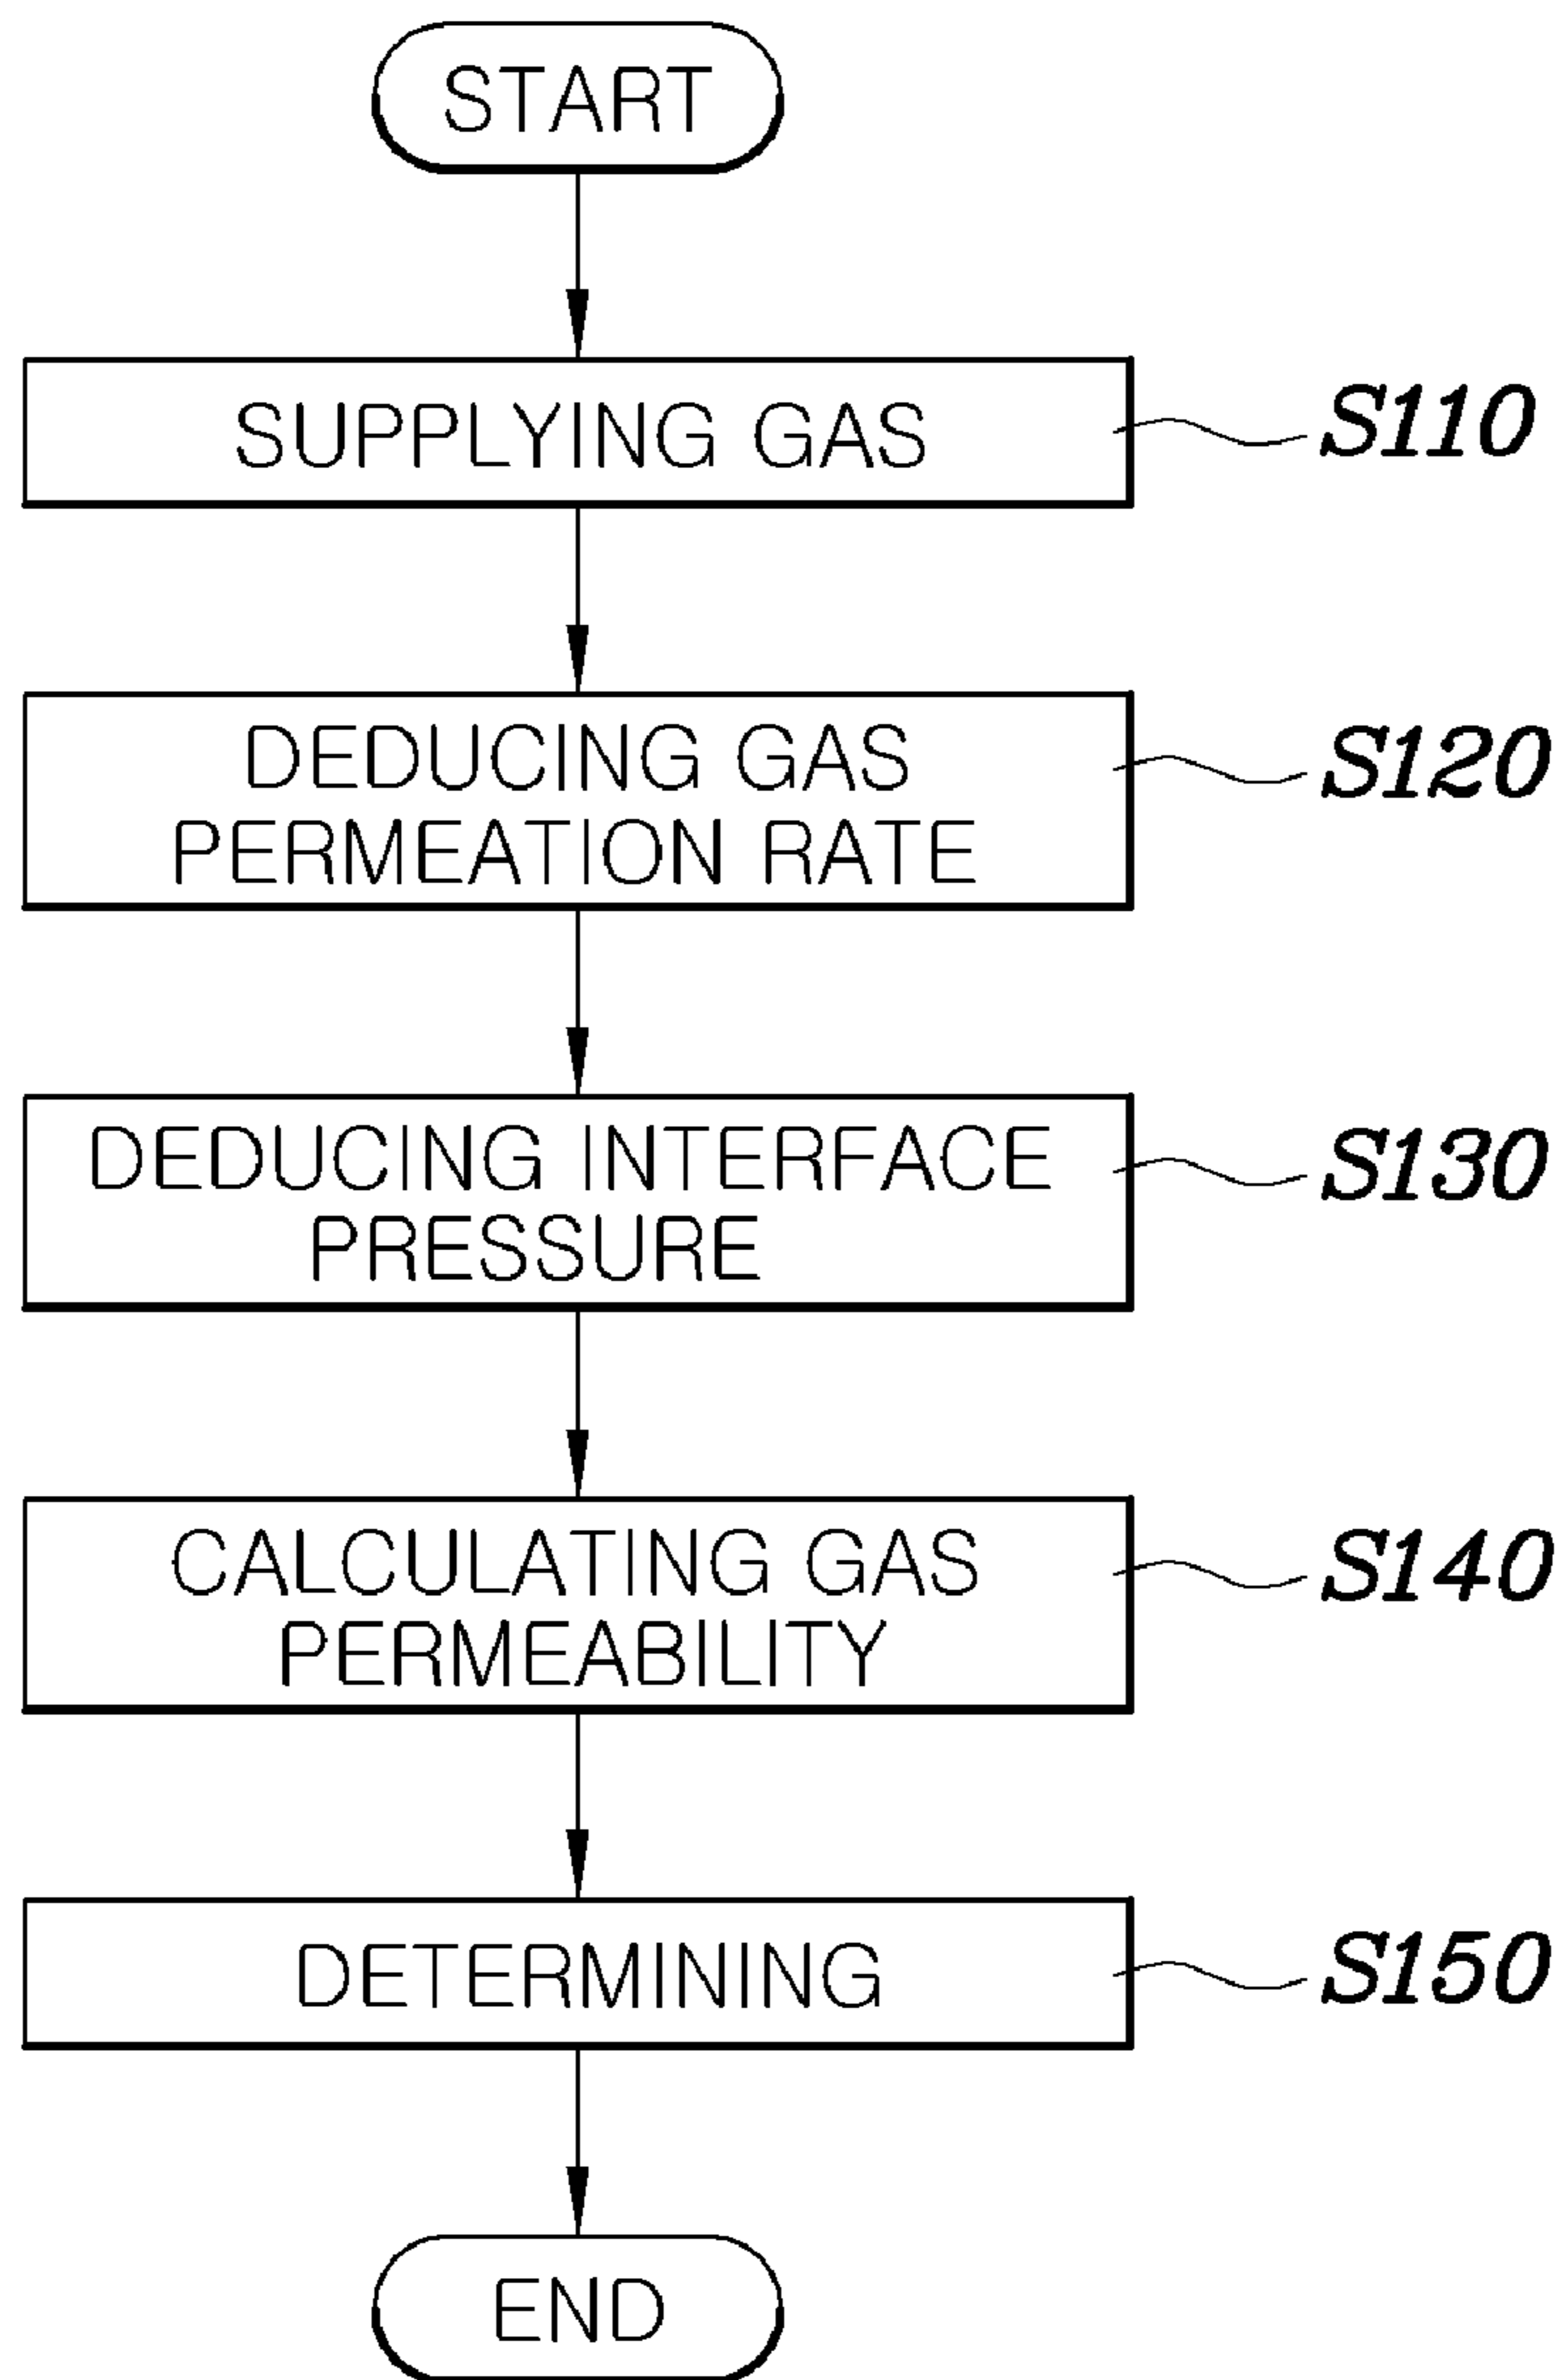 START
SUPPLYING GAS
S110
DEDUCING GAS
PERMEATION RATE
S120
DEDUCING INTERFACE
PRESSURE
S130
CALCULATING GAS
PERMEABILITY
S140
DETERMINING
S150
END